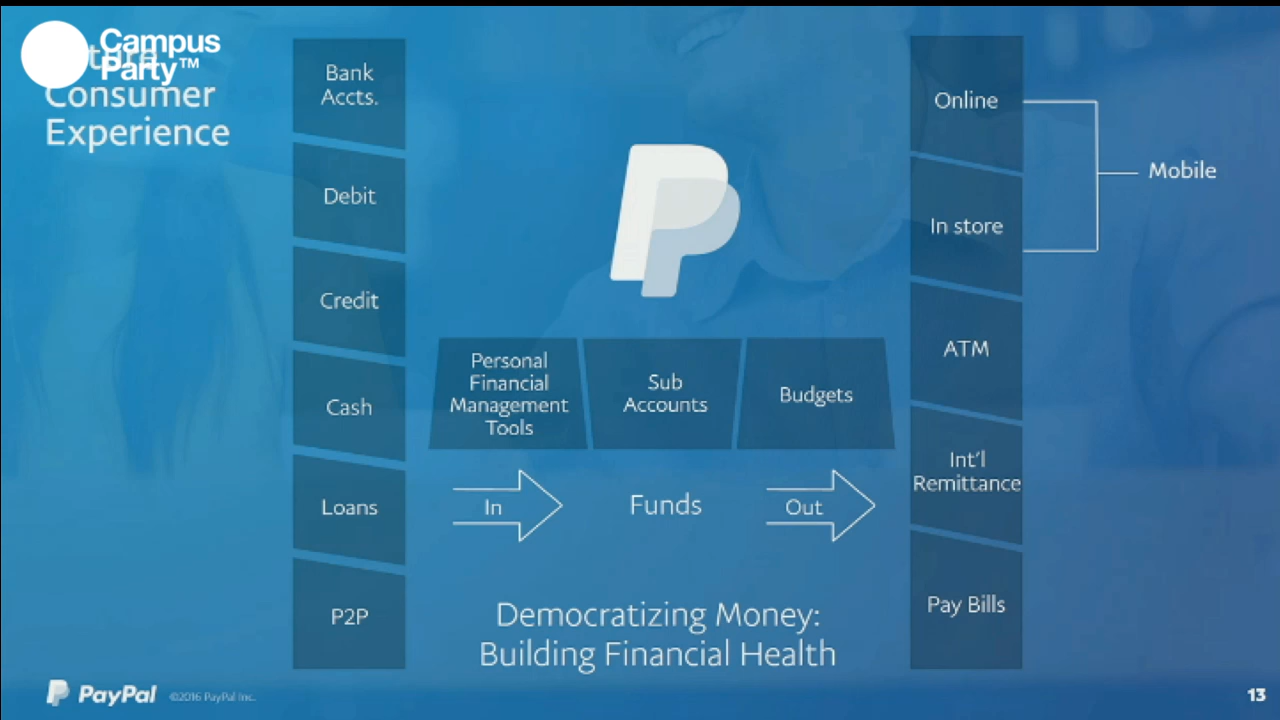 Campus
Party™
Consumer
Experience
Bank
Accts.
Debit
Credit
Cash
Loans
P2P
Personal
Financial
Management
Tools
Sub
Accounts
Budgets
In
Funds
Out
Democratizing Money:
Building Financial Health
Online
In store
ATM
Int'l
Remittance
Pay Bills
Mobile
PayPal ©2016 PayPal Inc.
13